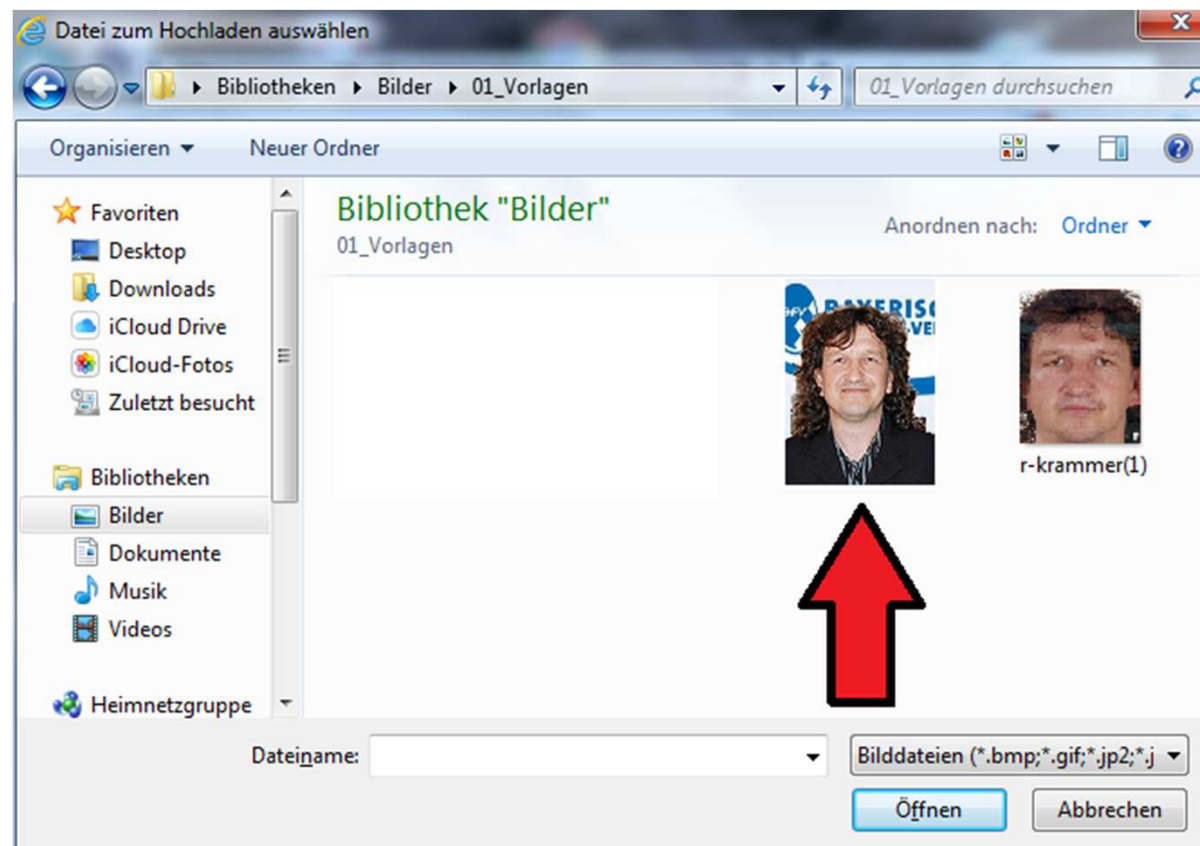 Datei zum Hochladen auswählen
Bibliotheken Bilder 01_Vorlagen
01_Vorlagen durchsuchen
Organisieren
Neuer Ordner
Favoriten
Desktop
Downloads
iCloud Drive
iCloud-Fotos
Zuletzt besucht
Bibliotheken
Bilder
Dokumente
Musik
Videos
Heimnetzgruppe
Bibliothek "Bilder"
01_Vorlagen
Anordnen nach: Ordner
BAYERISC
-VE
r-krammer(1)
Dateiname:
Bilddateien (*.bmp;*.gif;*.jp2;*.j
Öffnen
Abbrechen